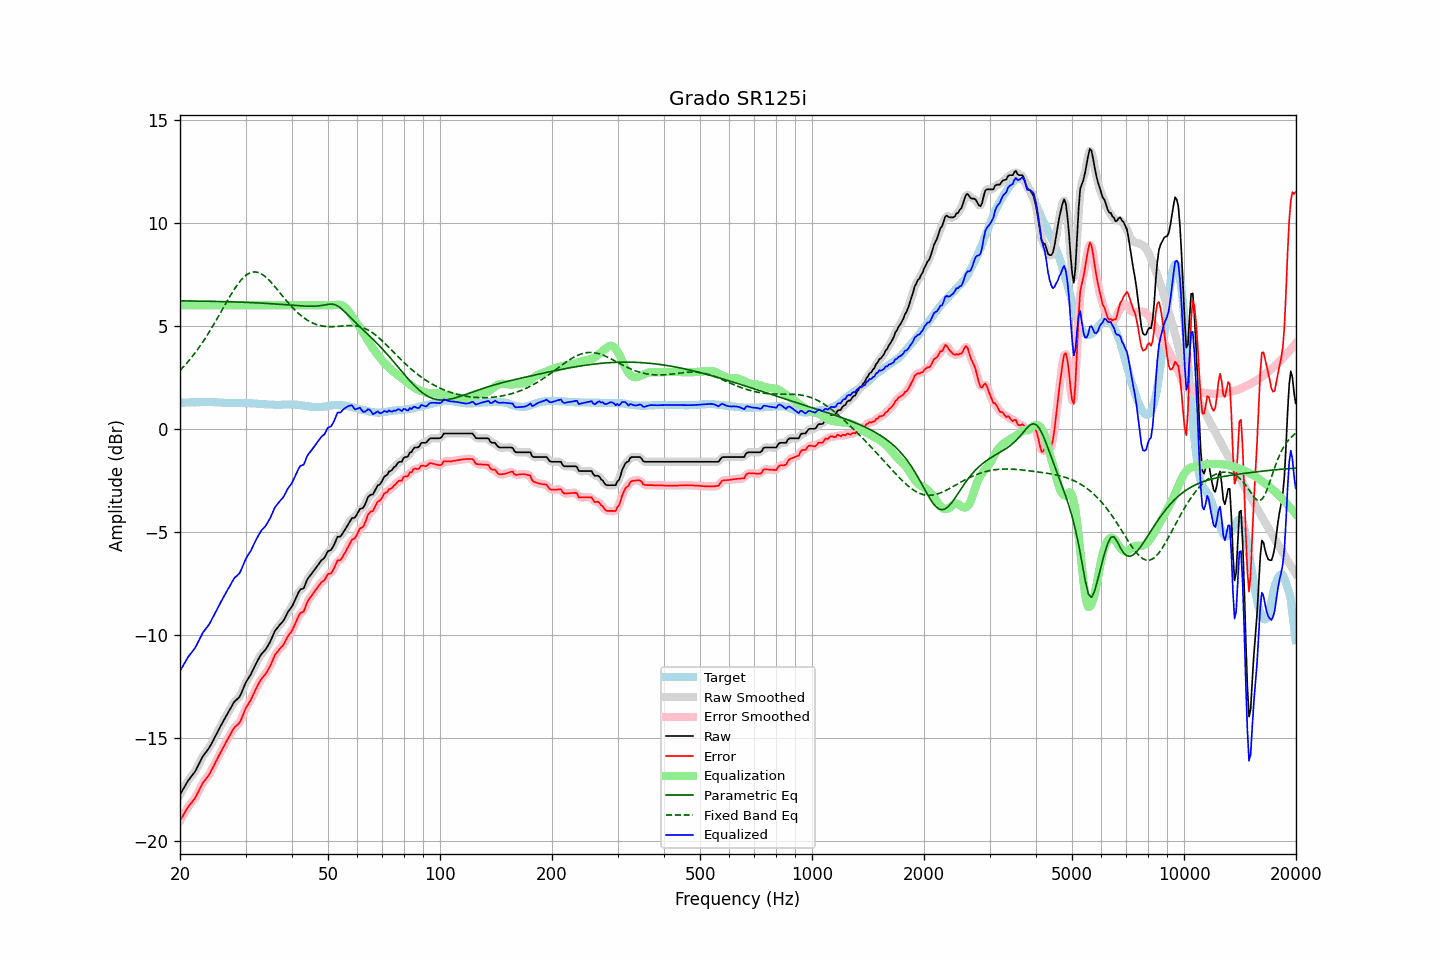 Grado SR125i
15
10
5
0
−5
−10
−15
−20
Amplitude (dBr)
20
50
100
200
500
1000
2000
5000
10000
20000
Frequency (Hz)
Target
Raw Smoothed
Error Smoothed
Raw
Error
Equalization
Parametric Eq
Fixed Band Eq
Equalized